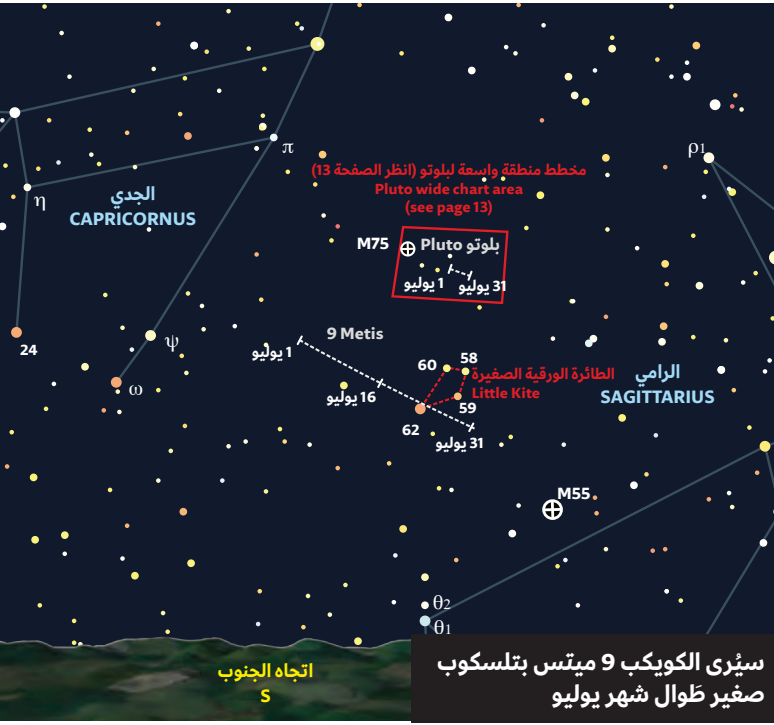 π
ρ1
مخطط منطقة واسعة لبلوتو (انظر الصفحة 13)
Pluto wide chart area
(see page 13)
الجدي
CAPRICORNUS
η
M75
بلوتو Pluto
1 يوليو
31 يوليو
24
ψ
ω
9 Metis
1 يوليو
16 يوليو
31 يوليو
60
58
59
62
الطائرة الورقية الصغيرة
Little Kite
الرامي
SAGITTARIUS
M55
θ2
θ1
اتجاه الجنوب
S
سيُرى الكويكب 9 ميتس بتلسكوب
صغير طَوال شهر يوليو